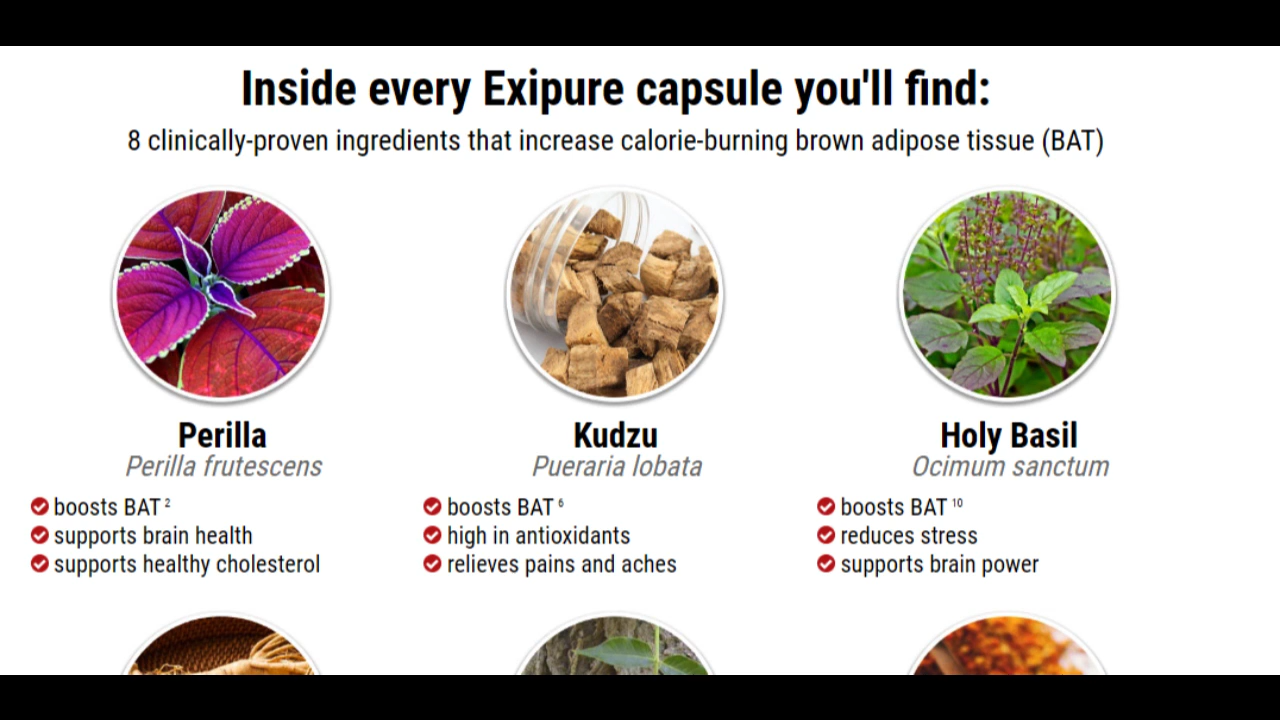 Inside every Exipure capsule you'll find:
8 clinically-proven ingredients that increase calorie-burning brown adipose tissue (BAT)
Perilla
Perilla frutescens
boosts BAT ²
supports brain health
supports healthy cholesterol
Kudzu
Pueraria lobata
boosts BAT ⁶
high in antioxidants
relieves pains and aches
Holy Basil
Ocimum sanctum
boosts BAT ¹⁰
reduces stress
supports brain power